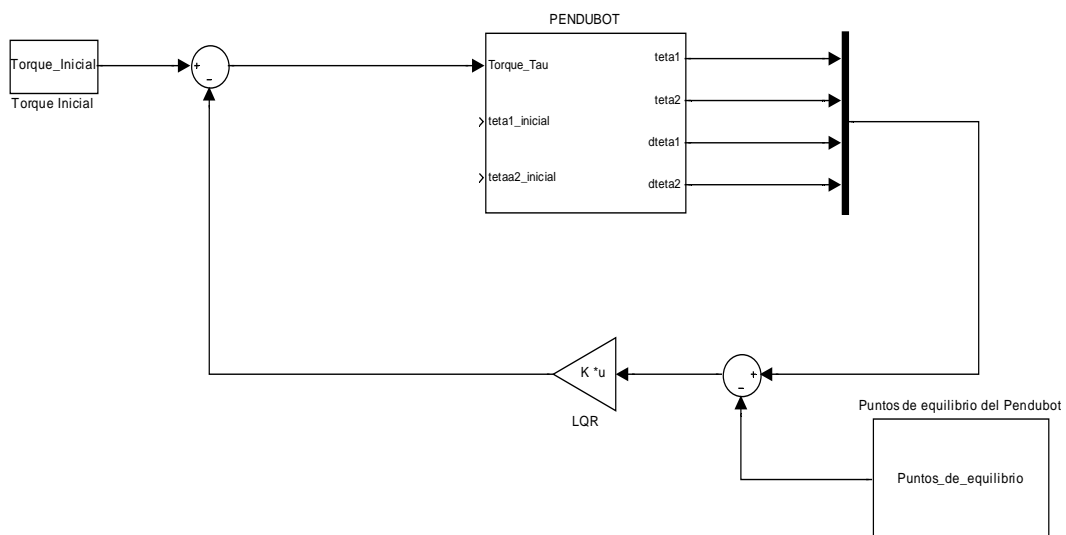 PENDUBOT
Torque_Inicial
Torque Inicial
+
-
Torque_Tau
teta1_inicial
tetaa2_inicial
teta1
teta2
dteta1
dteta2
K *u
LQR
+
-
Puntos de equilibrio del Pendubot
Puntos_de_equilibrio